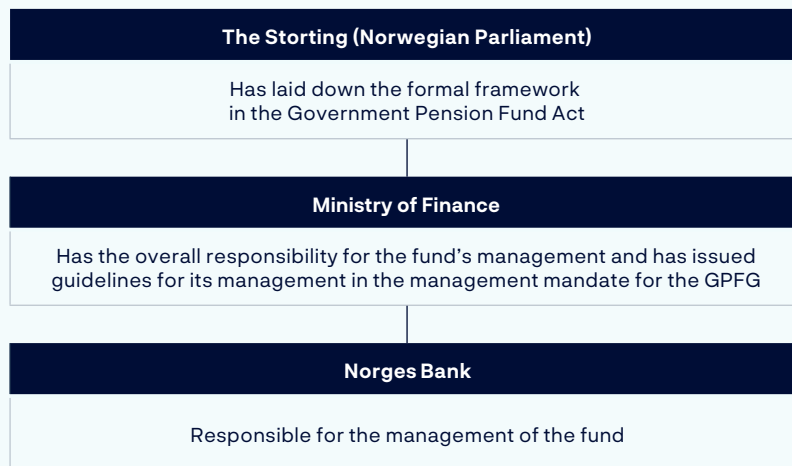 The Storting (Norwegian Parliament)
Has laid down the formal framework
in the Government Pension Fund Act
Ministry of Finance
Has the overall responsibility for the fund’s management and has issued
guidelines for its management in the management mandate for the GPFG
Norges Bank
Responsible for the management of the fund